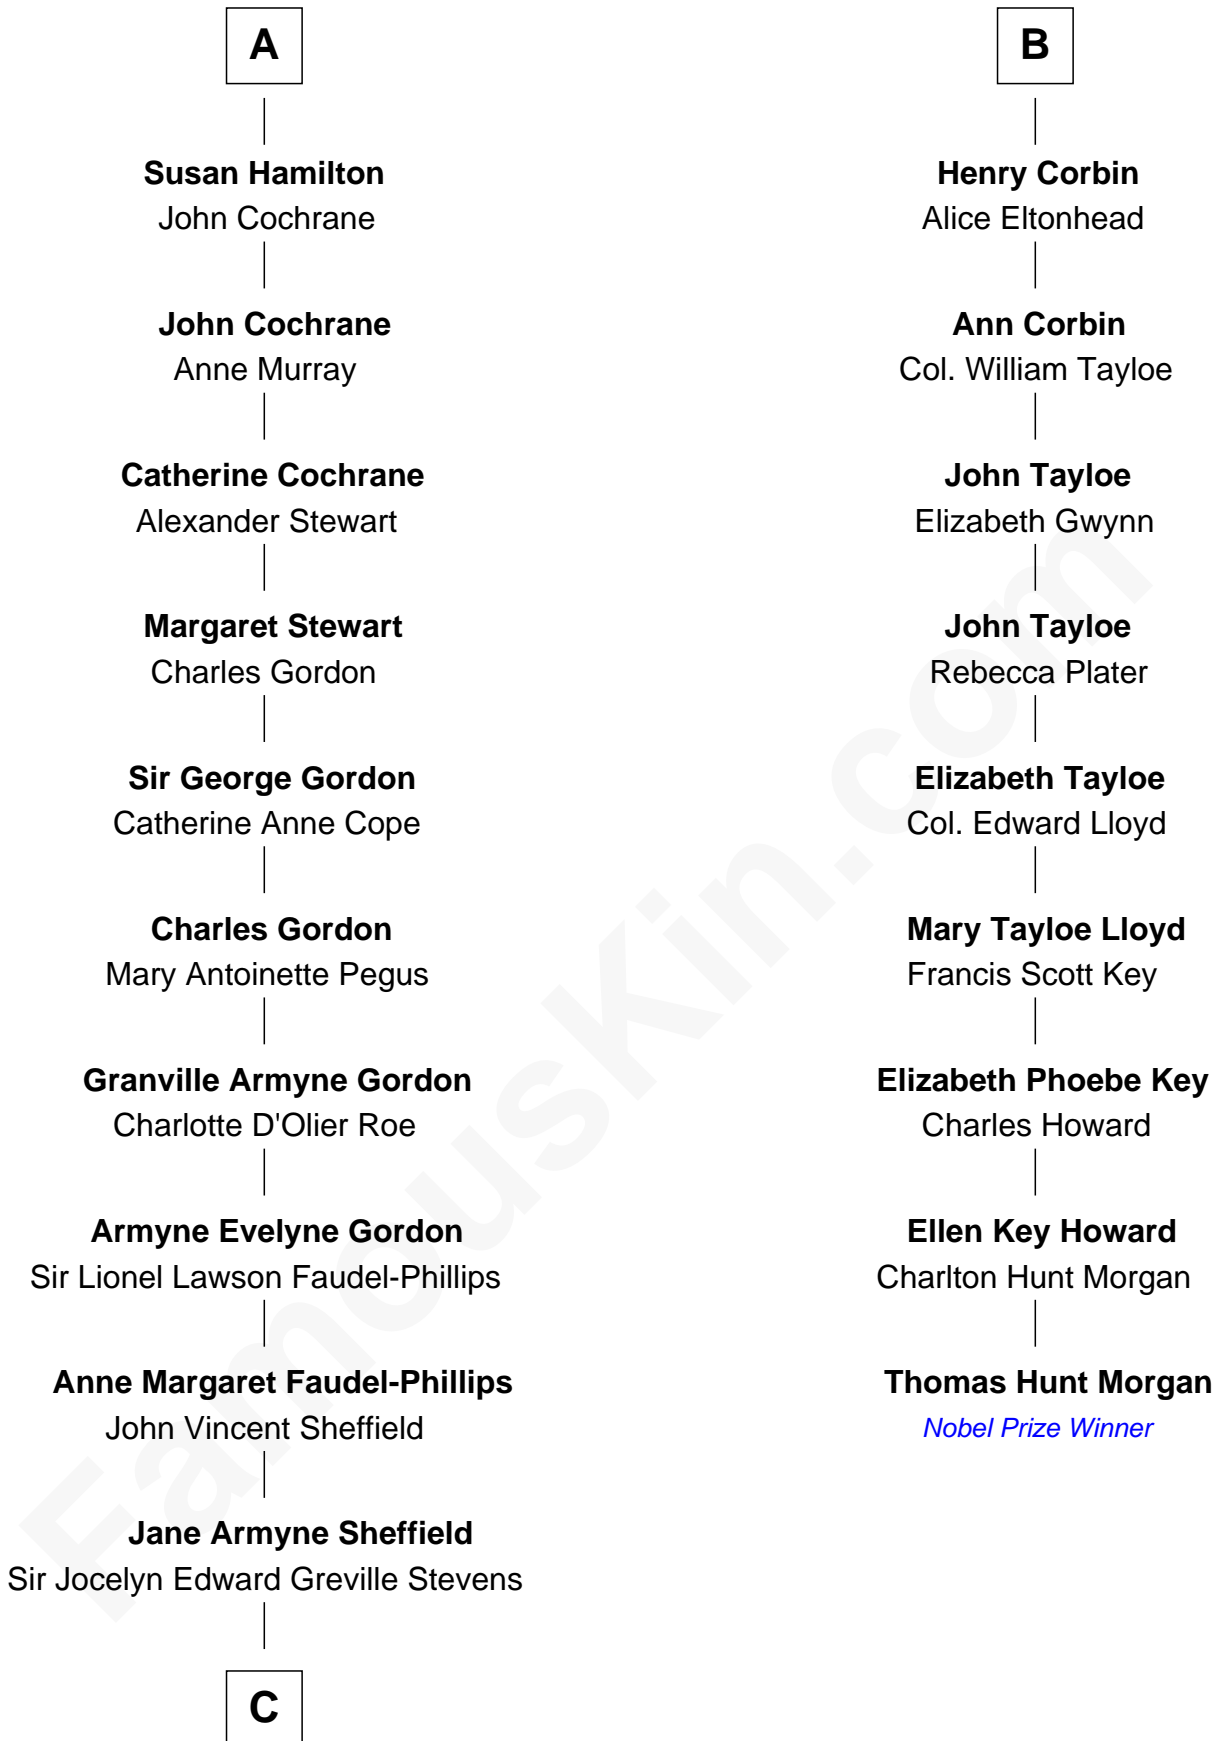 A
Susan Hamilton
John Cochrane
John Cochrane
Anne Murray
Catherine Cochrane
Alexander Stewart
Margaret Stewart
Charles Gordon
Sir George Gordon
Catherine Anne Cope
Charles Gordon
Mary Antoinette Pegus
Granville Armyne Gordon
Charlotte D'Olier Roe
Armyne Evelyne Gordon
Sir Lionel Lawson Faudel-Phillips
Anne Margaret Faudel-Phillips
John Vincent Sheffield
Jane Armyne Sheffield
Sir Jocelyn Edward Greville Stevens
C
B
Henry Corbin
Alice Eltonhead
Ann Corbin
Col. William Tayloe
John Tayloe
Elizabeth Gwynn
John Tayloe
Rebecca Plater
Elizabeth Tayloe
Col. Edward Lloyd
Mary Tayloe Lloyd
Francis Scott Key
Elizabeth Phoebe Key
Charles Howard
Ellen Key Howard
Charlton Hunt Morgan
Thomas Hunt Morgan
Nobel Prize Winner
FamousKin.com